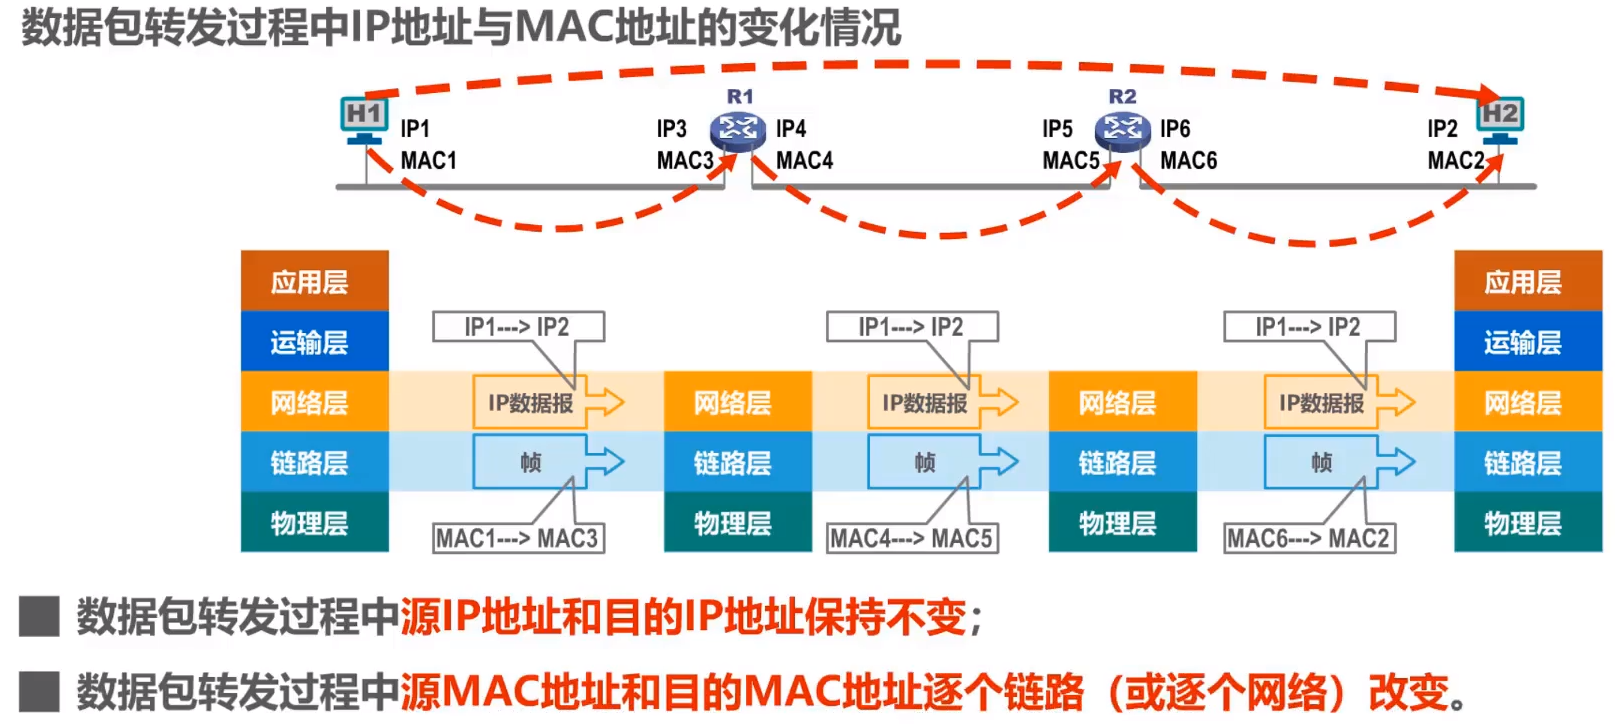 数据包转发过程中IP地址与MAC地址的变化情况
H1
R1
R2
H2
IP1
IP3
IP4
IP5
IP6
IP2
MAC1
MAC3
MAC4
MAC5
MAC6
MAC2
应用层
应用层
运输层
IP1---> IP2
IP1---> IP2
IP1---> IP2
运输层
网络层
IP数据报
网络层
IP数据报
网络层
IP数据报
网络层
链路层
帧
链路层
帧
链路层
帧
链路层
物理层
MAC1---> MAC3
物理层
MAC4---> MAC5
物理层
MAC6---> MAC2
物理层
数据包转发过程中源IP地址和目的IP地址保持不变；
数据包转发过程中源MAC地址和目的MAC地址逐个链路（或逐个网络）改变。